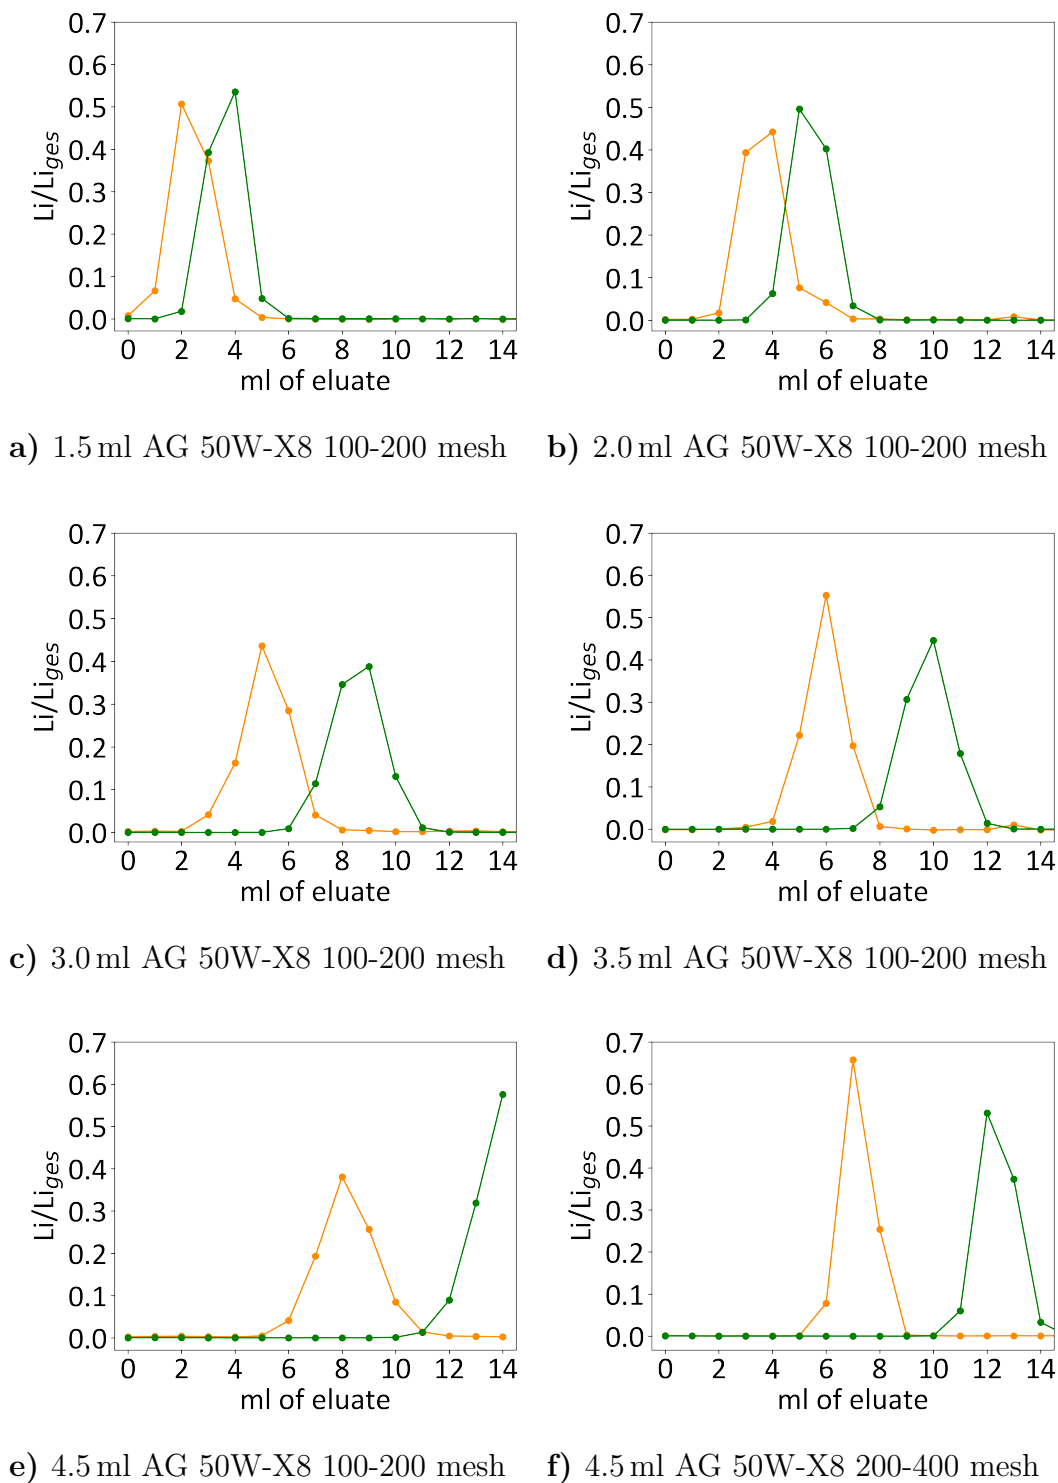 0.7 0.7
0.6 0.6
0.5 0.5
0.4 0.4
0.3 0.3
0.2 0.2
0.1 0.1
0.0 0.0
Li/Li_ges Li/Li_ges
0 2 4 6 8 10 12 14 0 2 4 6 8 10 12 14
ml of eluate ml of eluate
a) 1.5 ml AG 50W-X8 100-200 mesh b) 2.0 ml AG 50W-X8 100-200 mesh
0.7 0.7
0.6 0.6
0.5 0.5
0.4 0.4
0.3 0.3
0.2 0.2
0.1 0.1
0.0 0.0
Li/Li_ges Li/Li_ges
0 2 4 6 8 10 12 14 0 2 4 6 8 10 12 14
ml of eluate ml of eluate
c) 3.0 ml AG 50W-X8 100-200 mesh d) 3.5 ml AG 50W-X8 100-200 mesh
0.7 0.7
0.6 0.6
0.5 0.5
0.4 0.4
0.3 0.3
0.2 0.2
0.1 0.1
0.0 0.0
Li/Li_ges Li/Li_ges
0 2 4 6 8 10 12 14 0 2 4 6 8 10 12 14
ml of eluate ml of eluate
e) 4.5 ml AG 50W-X8 100-200 mesh f) 4.5 ml AG 50W-X8 200-400 mesh